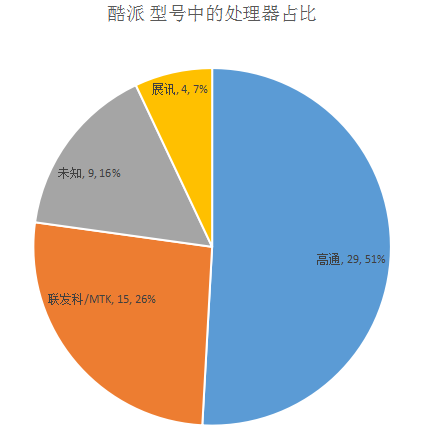 酷派 型号中的处理器占比
展讯, 4, 7%
未知, 9, 16%
高通, 29, 51%
联发科/MTK, 15, 26%